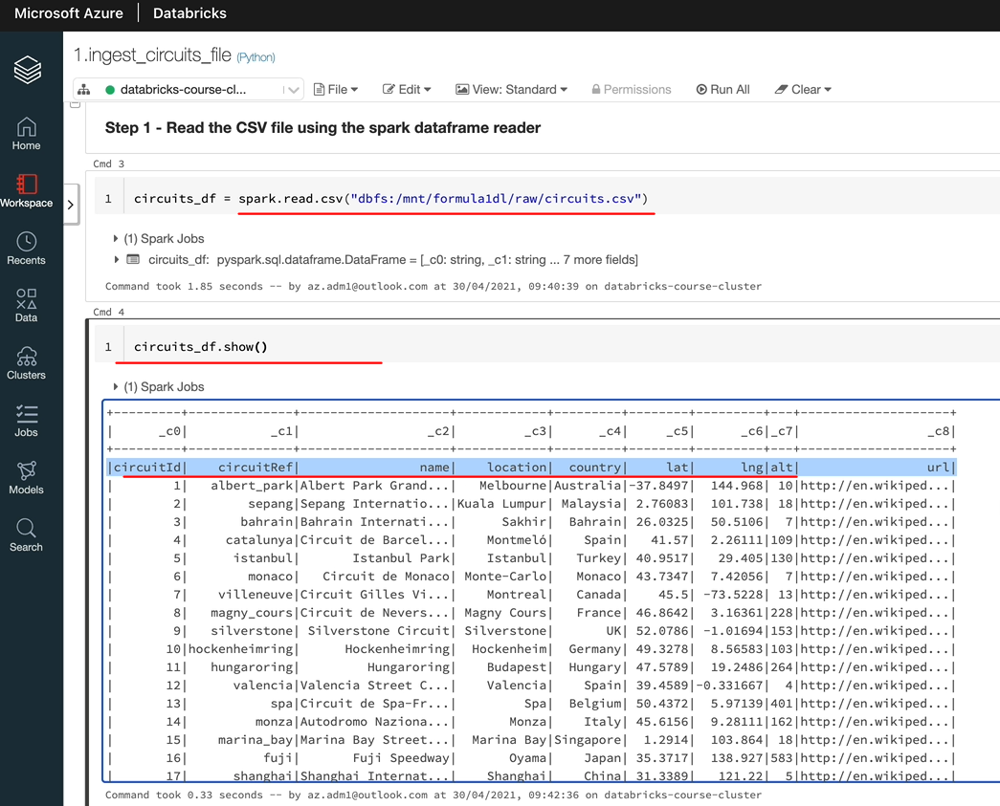 Microsoft Azure | Databricks
1.ingest_circuits_file (Python)
databricks-course-cl... File Edit View: Standard Permissions Run All Clear
Home
Workspace
Recents
Data
Clusters
Jobs
Models
Search
Step 1 - Read the CSV file using the spark dataframe reader
Cmd 3
1 circuits_df = spark.read.csv("dbfs:/mnt/formula1dl/raw/circuits.csv")
(1) Spark Jobs
circuits_df: pyspark.sql.dataframe.DataFrame = [_c0: string, _c1: string ... 7 more fields]
Command took 1.85 seconds -- by az.adm1@outlook.com at 30/04/2021, 09:40:39 on databricks-course-cluster
Cmd 4
1 circuits_df.show()
(1) Spark Jobs
+---------+--------------+--------------------+------------+---------+--------+---------+---+--------------------+
|      _c0|           _c1|                 _c2|         _c3|      _c4|     _c5|      _c6|_c7|                 _c8|
+---------+--------------+--------------------+------------+---------+--------+---------+---+--------------------+
|circuitId|    circuitRef|                name|    location|  country|     lat|      lng|alt|                 url|
|        1|   albert_park|Albert Park Grand...|   Melbourne|Australia|-37.8497|  144.968| 10|http://en.wikiped...|
|        2|        sepang|Sepang Internatio...|Kuala Lumpur| Malaysia| 2.76083|  101.738| 18|http://en.wikiped...|
|        3|       bahrain|Bahrain Internati...|      Sakhir|  Bahrain| 26.0325|  50.5106|  7|http://en.wikiped...|
|        4|     catalunya|Circuit de Barcel...|    Montmeló|    Spain|   41.57|  2.26111|109|http://en.wikiped...|
|        5|      istanbul|       Istanbul Park|    Istanbul|   Turkey| 40.9517|   29.405|130|http://en.wikiped...|
|        6|        monaco|   Circuit de Monaco| Monte-Carlo|   Monaco| 43.7347|  7.42056|  7|http://en.wikiped...|
|        7|    villeneuve|Circuit Gilles Vi...|    Montreal|   Canada|    45.5| -73.5228| 13|http://en.wikiped...|
|        8|   magny_cours|Circuit de Nevers...| Magny Cours|   France| 46.8642|  3.16361|228|http://en.wikiped...|
|        9|   silverstone| Silverstone Circuit| Silverstone|       UK| 52.0786| -1.01694|153|http://en.wikiped...|
|       10|hockenheimring|      Hockenheimring|  Hockenheim|  Germany| 49.3278|  8.56583|103|http://en.wikiped...|
|       11|   hungaroring|         Hungaroring|    Budapest|  Hungary| 47.5789|  19.2486|264|http://en.wikiped...|
|       12|      valencia|Valencia Street C...|    Valencia|    Spain| 39.4589|-0.331667|  4|http://en.wikiped...|
|       13|           spa|Circuit de Spa-Fr...|         Spa|  Belgium| 50.4372|  5.97139|401|http://en.wikiped...|
|       14|         monza|Autodromo Naziona...|       Monza|    Italy| 45.6156|  9.28111|162|http://en.wikiped...|
|       15|    marina_bay|Marina Bay Street...|  Marina Bay|Singapore|  1.2914|  103.864| 18|http://en.wikiped...|
|       16|          fuji|       Fuji Speedway|       Oyama|    Japan| 35.3717|  138.927|583|http://en.wikiped...|
|       17|      shanghai|Shanghai Internat...|    Shanghai|    China| 31.3389|   121.22|  5|http://en.wikiped...|
Command took 0.33 seconds -- by az.adm1@outlook.com at 30/04/2021, 09:42:36 on databricks-course-cluster